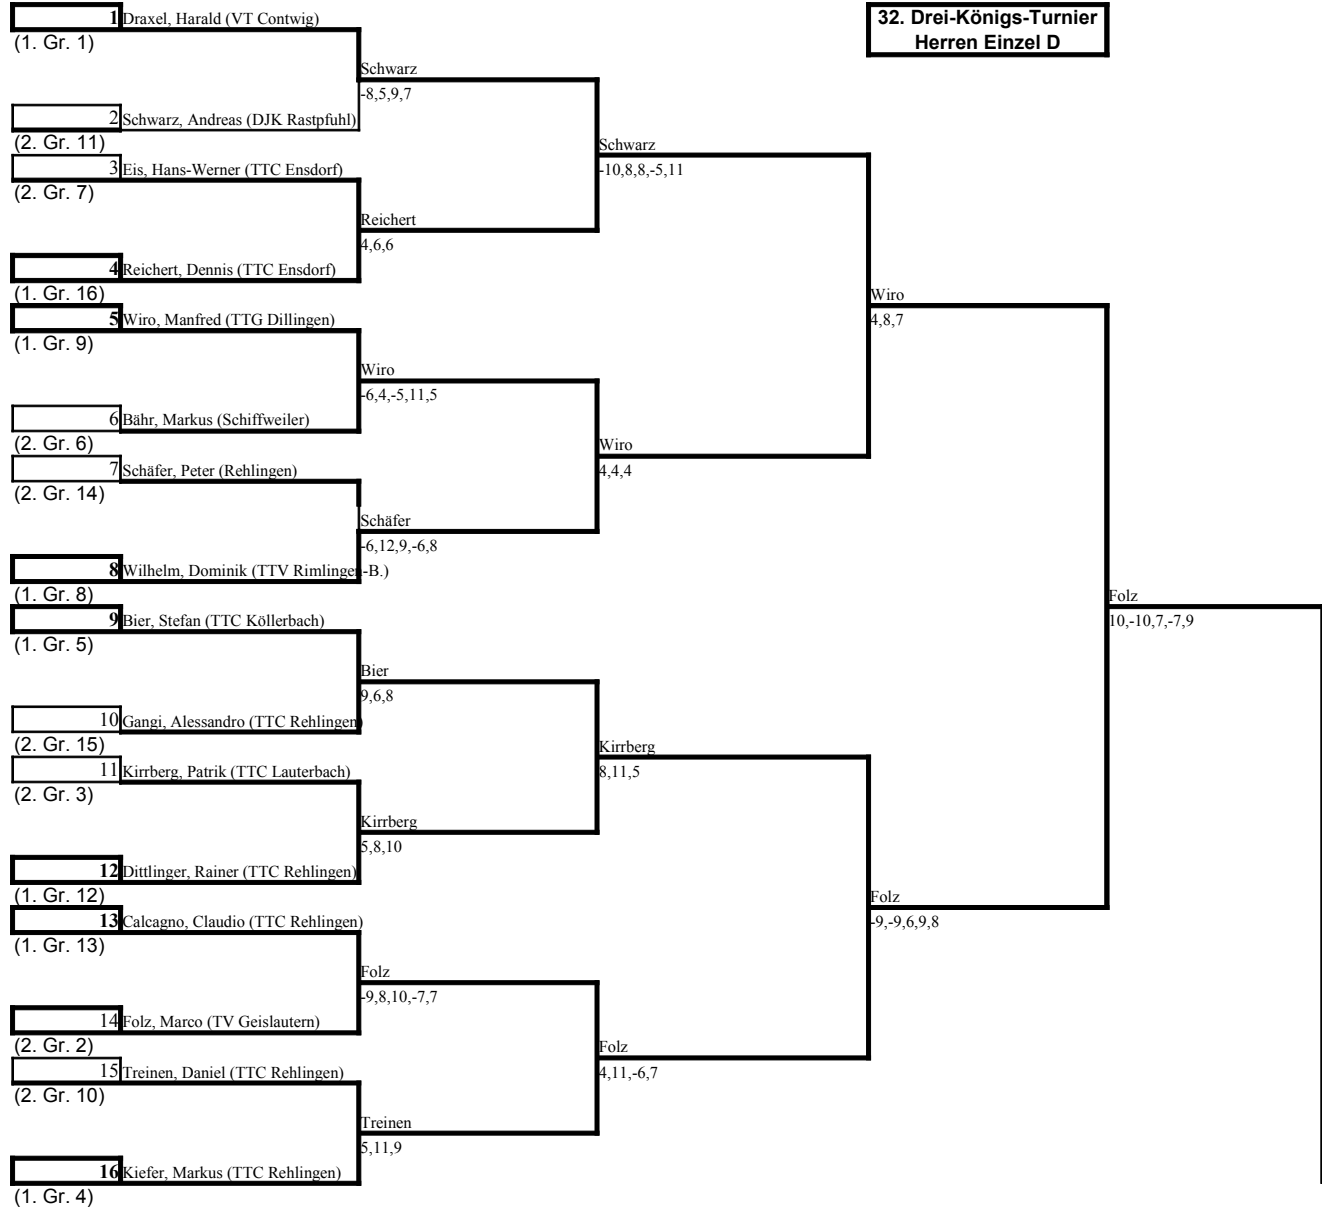 1 Draxel, Harald (VT Contwig)
32. Drei-Königs-Turnier
Herren Einzel D
(1. Gr. 1)
Schwarz
-8,5,9,7
2 Schwarz, Andreas (DJK Rastpfuhl)
(2. Gr. 11)
Schwarz
-10,8,8,-5,11
3 Eis, Hans-Werner (TTC Ensdorf)
(2. Gr. 7)
Reichert
4,6,6
4 Reichert, Dennis (TTC Ensdorf)
(1. Gr. 16)
Wiro
4,8,7
5 Wiro, Manfred (TTG Dillingen)
(1. Gr. 9)
Wiro
-6,4,-5,11,5
6 Bähr, Markus (Schiffweiler)
(2. Gr. 6)
Wiro
4,4,4
7 Schäfer, Peter (Rehlingen)
(2. Gr. 14)
Schäfer
-6,12,9,-6,8
8 Wilhelm, Dominik (TTV Rimlingen-B.)
(1. Gr. 8)
Folz
10,-10,7,-7,9
9 Bier, Stefan (TTC Köllerbach)
(1. Gr. 5)
Bier
9,6,8
10 Gangi, Alessandro (TTC Rehlingen)
(2. Gr. 15)
Kirrberg
8,11,5
11 Kirrberg, Patrik (TTC Lauterbach)
(2. Gr. 3)
Kirrberg
5,8,10
12 Dittlinger, Rainer (TTC Rehlingen)
(1. Gr. 12)
Folz
-9,-9,6,9,8
13 Calcagno, Claudio (TTC Rehlingen)
(1. Gr. 13)
Folz
-9,8,10,-7,7
14 Folz, Marco (TV Geislautern)
(2. Gr. 2)
Folz
4,11,-6,7
15 Treinen, Daniel (TTC Rehlingen)
(2. Gr. 10)
Treinen
5,11,9
16 Kiefer, Markus (TTC Rehlingen)
(1. Gr. 4)